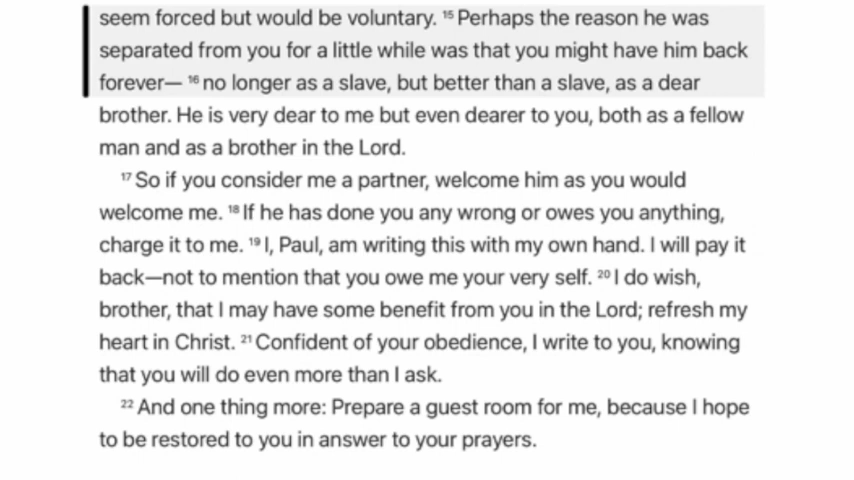 seem forced but would be voluntary. 15 Perhaps the reason he was
separated from you for a little while was that you might have him back
forever— 16 no longer as a slave, but better than a slave, as a dear
brother. He is very dear to me but even dearer to you, both as a fellow
man and as a brother in the Lord.
17 So if you consider me a partner, welcome him as you would
welcome me. 18 If he has done you any wrong or owes you anything,
charge it to me. 19 I, Paul, am writing this with my own hand. I will pay it
back—not to mention that you owe me your very self. 20 I do wish,
brother, that I may have some benefit from you in the Lord; refresh my
heart in Christ. 21 Confident of your obedience, I write to you, knowing
that you will do even more than I ask.
22 And one thing more: Prepare a guest room for me, because I hope
to be restored to you in answer to your prayers.